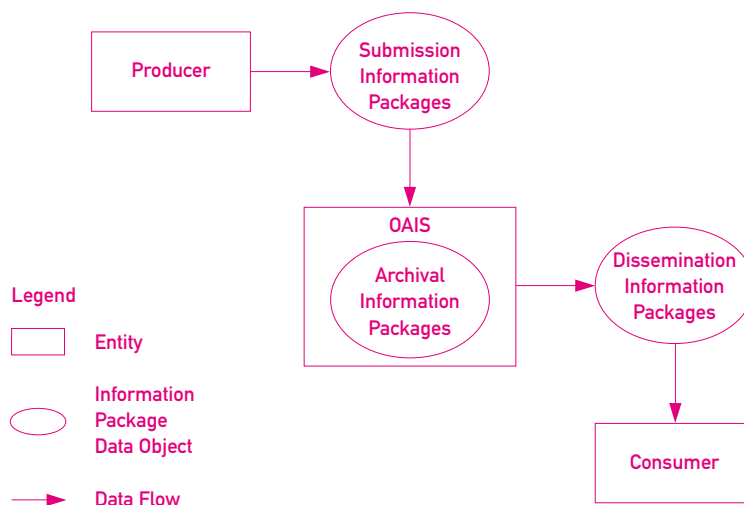 Producer
Submission
Information
Packages
OAIS
Archival
Information
Packages
Dissemination
Information
Packages
Consumer
Legend
Entity
Information
Package
Data Object
Data Flow